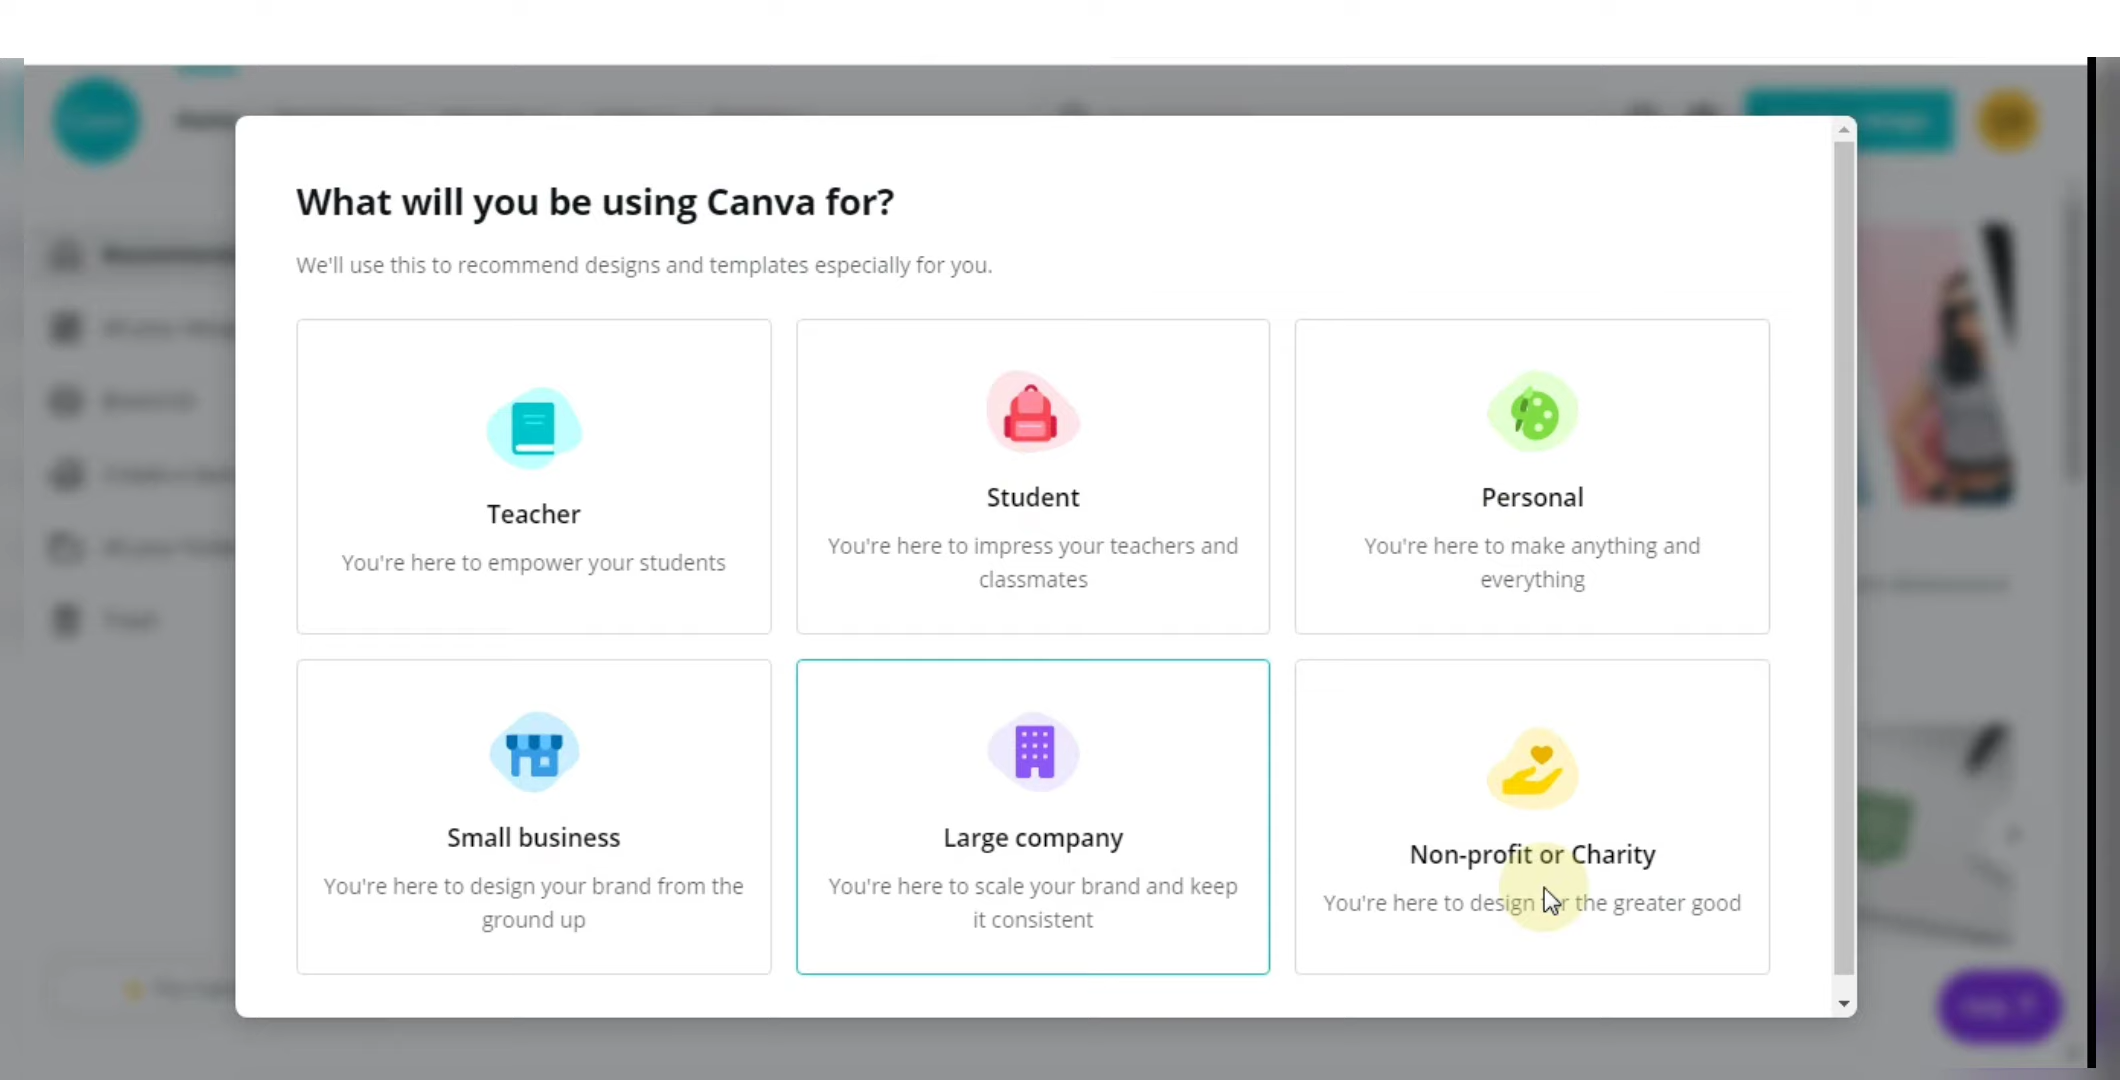 What will you be using Canva for?
We'll use this to recommend designs and templates especially for you.
Teacher
You're here to empower your students
Student
You're here to impress your teachers and
classmates
Personal
You're here to make anything and
everything
Small business
You're here to design your brand from the
ground up
Large company
You're here to scale your brand and keep
it consistent
Non-profit or Charity
You're here to design for the greater good